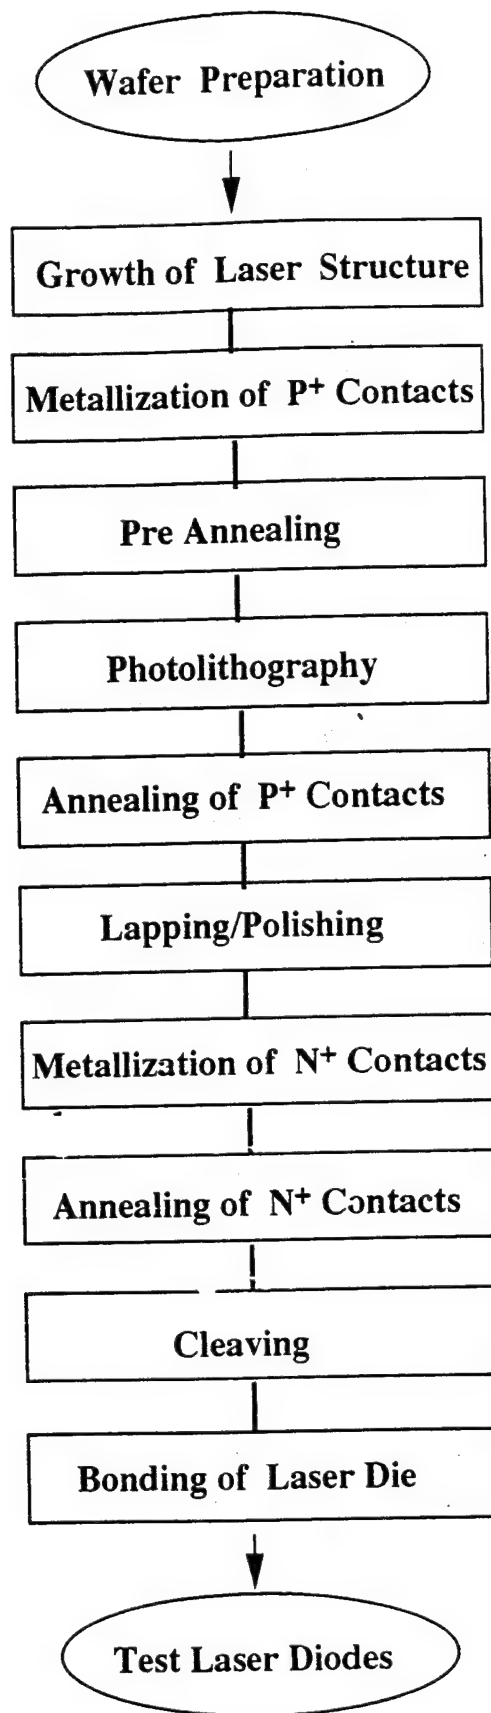 Wafer Preparation
Growth of Laser Structure
Metallization of P+ Contacts
Pre Annealing
Photolithography
Annealing of P+ Contacts
Lapping/Polishing
Metallization of N+ Contacts
Annealing of N+ Contacts
Cleaving
Bonding of Laser Die
Test Laser Diodes